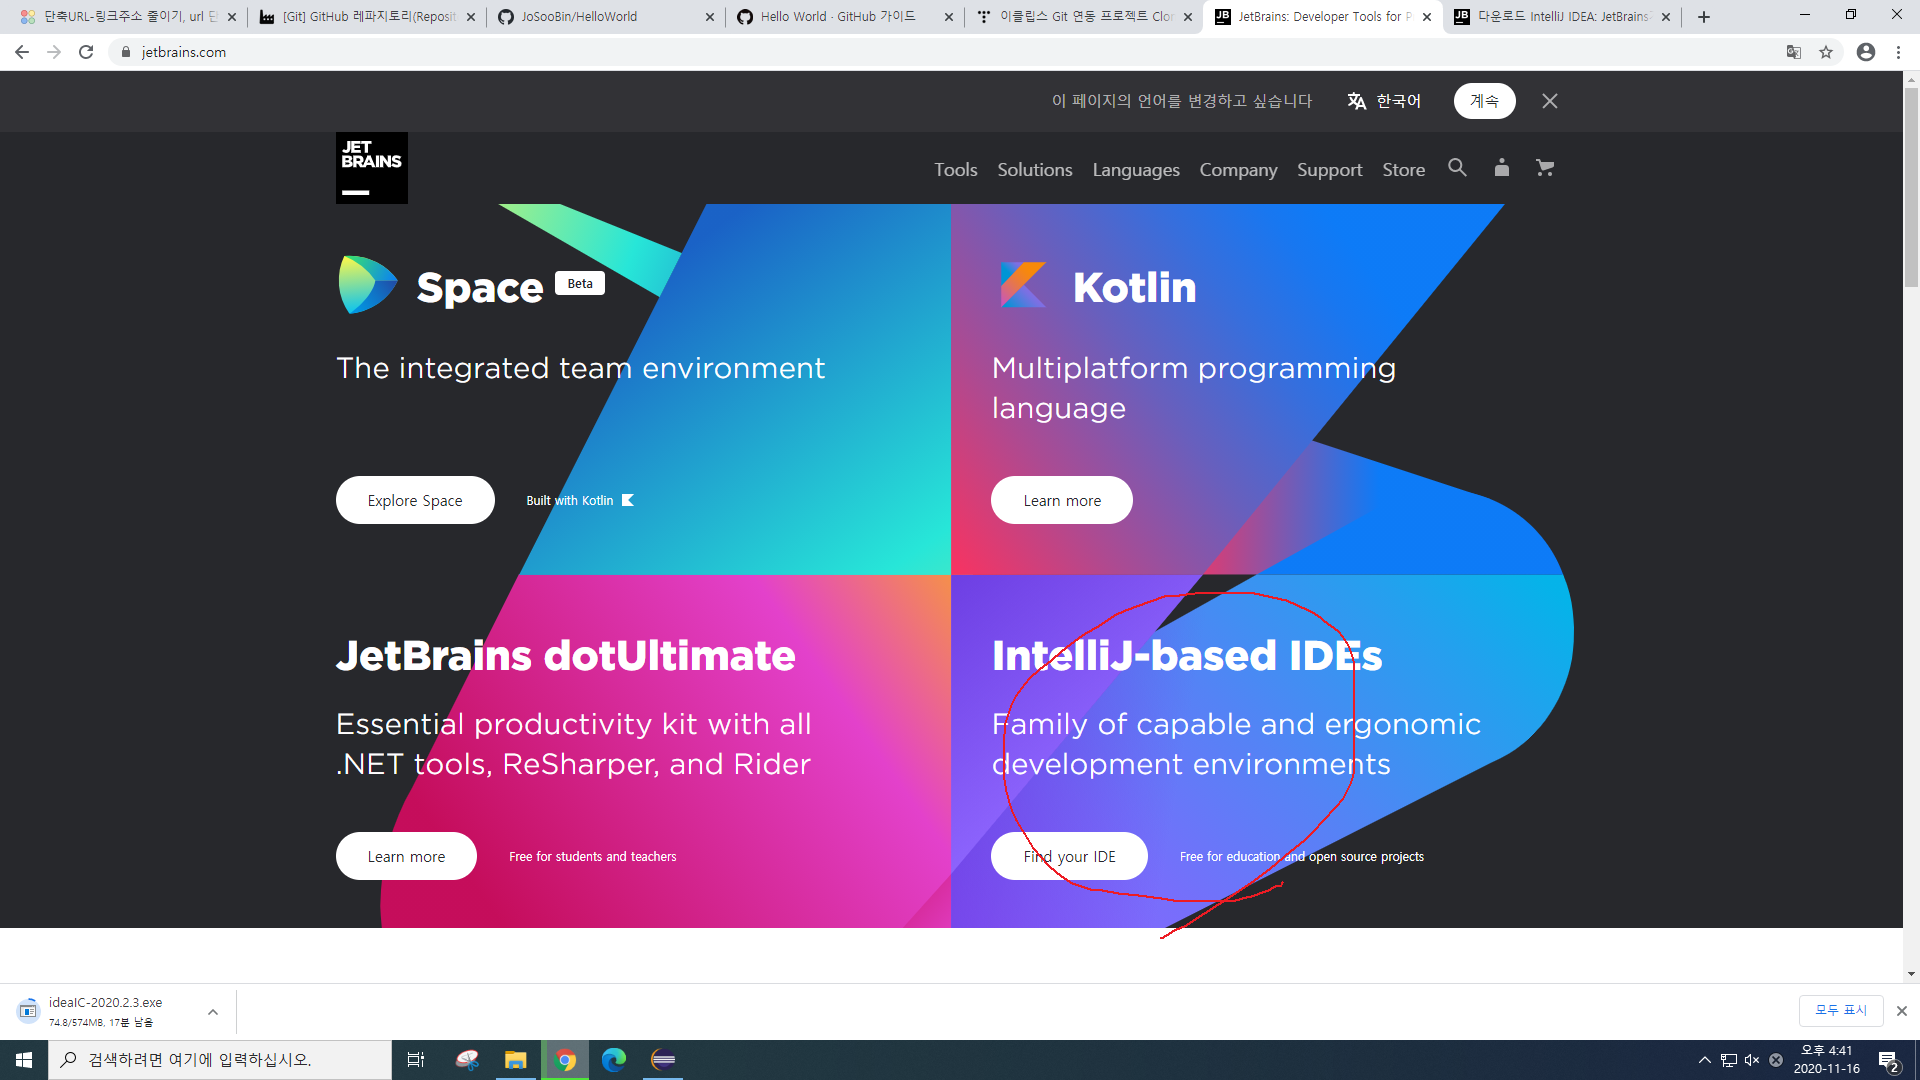 단축URL-링크주소 줄이기, url 단
[Git] GitHub 레파지토리(Reposit
JoSooBin/HelloWorld
Hello World · GitHub 가이드
이클립스 Git 연동 프로젝트 Clor
JetBrains: Developer Tools for P
다운로드 IntelliJ IDEA: JetBrains
jetbrains.com
이 페이지의 언어를 변경하고 싶습니다
한국어
계속
JET
BRAINS
Tools
Solutions
Languages
Company
Support
Store
Space
Beta
The integrated team environment
Explore Space
Built with Kotlin
Kotlin
Multiplatform programming
language
Learn more
JetBrains dotUltimate
Essential productivity kit with all
.NET tools, ReSharper, and Rider
Learn more
Free for students and teachers
IntelliJ-based IDEs
Family of capable and ergonomic
development environments
Find your IDE
Free for education and open source projects
ideaIC-2020.2.3.exe
74.8/574MB, 17분 남음
모두 표시
검색하려면 여기에 입력하십시오.
오후 4:41
2020-11-16
2